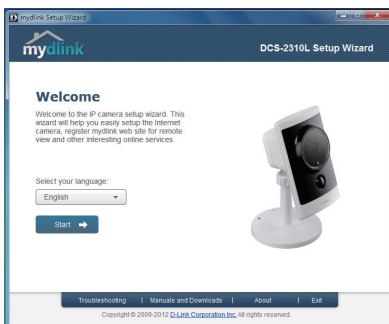 mydlink Setup Wizard
mydlink
DCS-2310L Setup Wizard
Welcome
Welcome to the IP camera setup wizard. This
wizard will help you easily setup the Internet
camera, register mydlink web site for remote
view and other interesting online services.
Select your language:
English
Start
Troubleshooting | Manuals and Downloads | About | Exit
Copyright © 2009-2012 D-Link Corporation Inc. All rights reserved.